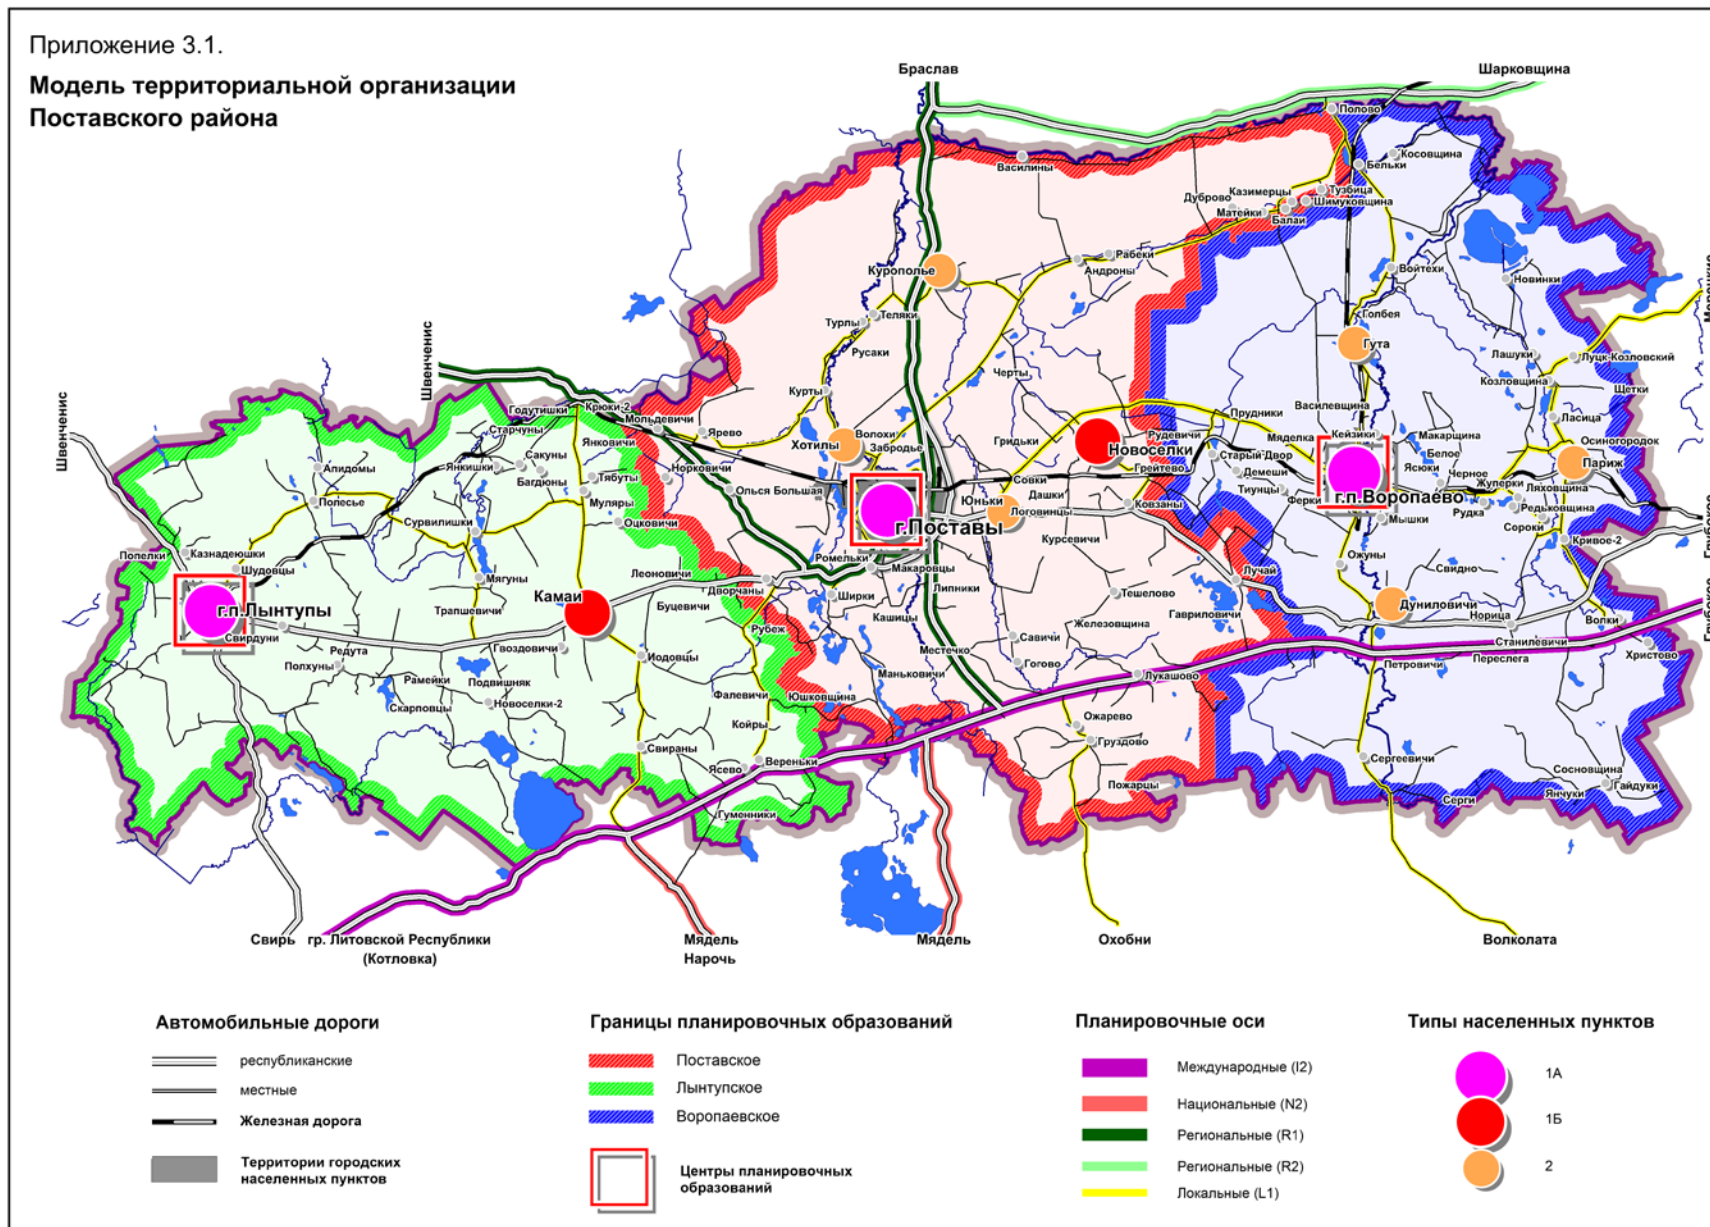 Приложение 3.1.
Модель территориальной организации
Поставского района
Браслав
Шарковщина
Полово
Косовщина
Бельки
Василины
Тузбица
Казимерцы
Дуброво
Шимуковщина
Матейки
Балаи
Рабеки
Андроны
Войтехи
Новинки
Курополье
Теляки
Турлы
Голбея
Гута
Русаки
Лашуки
Луцк-Козловский
Черты
Козловщина
Щетки
Швенченис
Швенченис
Курты
Годутишки
Крюки-2
Мольдевичи
Старчуны
Ярево
Волохи
Хотилы
Забродье
Гридьки
Новоселки
Рудевичи
Прудники
Василевщина
Ласица
Кейзики
Макарщина
Мяделка
Белое
Осиногородок
Париж
Янковичи
Сакуны
Янкишки
Багдюны
Тябуты
Норковичи
Апидомы
Полесье
Муляры
Олься Большая
Старый Двор
Грейтево
Демеши
Тиунцы
Ферки
Ясюки
Черное
Жуперки
Ляховщина
г.п.Воропаево
Рудка
Редьковщина
Сороки
Мышки
Кривое-2
Совки
Дашки
Юньки
Логовинцы
Ковзаны
г.Поставы
Сурвилишки
Оцковичи
Курсевичи
Ожуны
Свидно
Попелки
Казнадеюшки
Шудовцы
Мягуны
Леоновичи
Ромельки
Макаровцы
Липники
Лучай
Дворчаны
Ширки
Тешелово
Гавриловичи
Дуниловичи
Норица
Волки
г.п.Лынтупы
Свирдуни
Трапшевичи
Камаи
Буцевичи
Рубеж
Кашицы
Железовщина
Савичи
Местечко
Гогово
Станилевичи
Христово
Редута
Полхуны
Гвоздовичи
Иодовцы
Петровичи
Переслега
Рамейки
Подвишняк
Скарповцы
Новоселки-2
Фалевичи
Юшковщина
Маньковичи
Лукашово
Койры
Ожарево
Груздово
Свираны
Вереньки
Ясево
Сергеевичи
Сосновщина
Янчуки
Гайдуки
Пожарцы
Серги
Гуменники
Свирь
гр. Литовской Республики
(Котловка)
Мядель
Нарочь
Мядель
Охобни
Волколата
Автомобильные дороги
республиканские
местные
Железная дорога
Территории городских
населенных пунктов
Границы планировочных образований
Поставское
Лынтупское
Воропаевское
Центры планировочных
образований
Планировочные оси
Международные (I2)
Национальные (N2)
Региональные (R1)
Региональные (R2)
Локальные (L1)
Типы населенных пунктов
1А
1Б
2